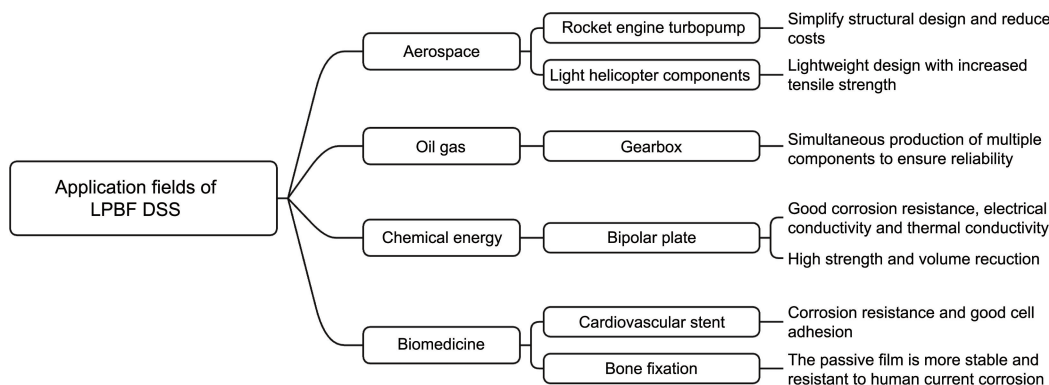 Application fields of
LPBF DSS
Aerospace
Rocket engine turbopump
Simplify structural design and reduce
costs
Light helicopter components
Lightweight design with increased
tensile strength
Oil gas
Gearbox
Simultaneous production of multiple
components to ensure reliability
Chemical energy
Bipolar plate
Good corrosion resistance, electrical
conductivity and thermal conductivity
High strength and volume recuction
Biomedicine
Cardiovascular stent
Corrosion resistance and good cell
adhesion
Bone fixation
The passive film is more stable and
resistant to human current corrosion